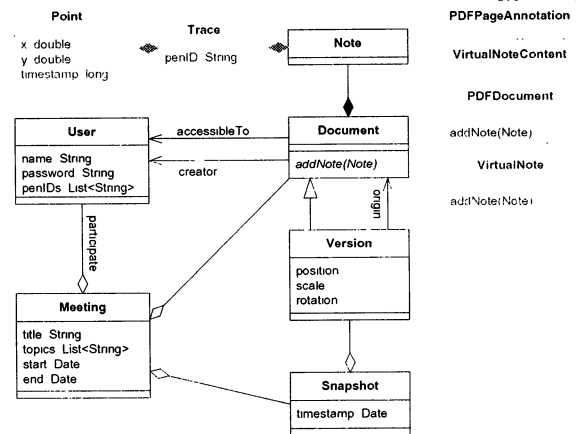 Point
x double
y double
timestamp long
Trace
penID String
Note
PDFPageAnnotation
VirtualNoteContent
PDFDocument
addNote(Note)
VirtualNote
addNote(Note)
User
name String
password String
penIDs List<String>
accessibleTo
creator
Document
addNote(Note)
origin
participate
Version
position
scale
rotation
Meeting
title String
topics List<String>
start Date
end Date
Snapshot
timestamp Date